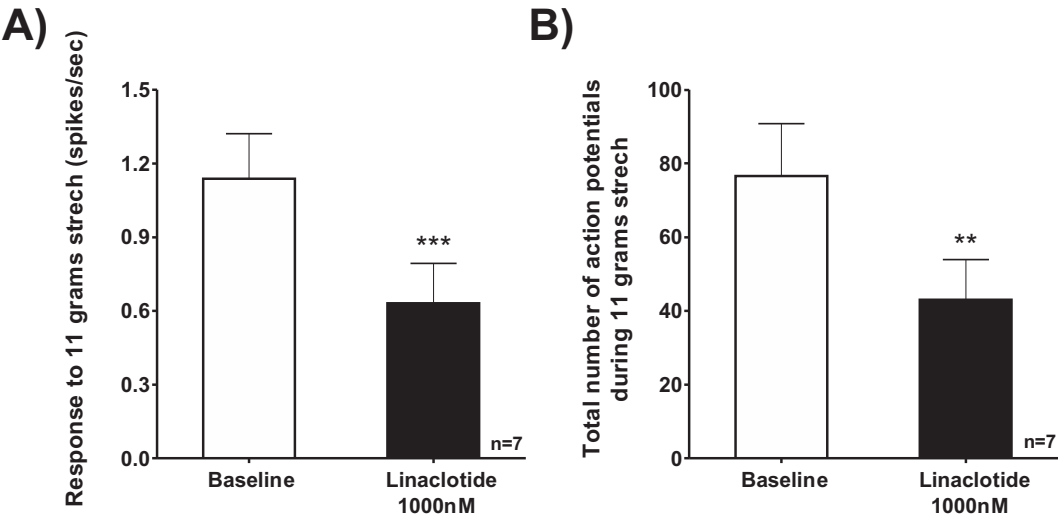 A)
Response to 11 grams strech (spikes/sec)
1.5
1.2
0.9
0.6
0.3
0.0
***
n=7
Baseline
Linaclotide
1000nM
B)
Total number of action potentials
during 11 grams strech
100
80
60
40
20
0
**
n=7
Baseline
Linaclotide
1000nM